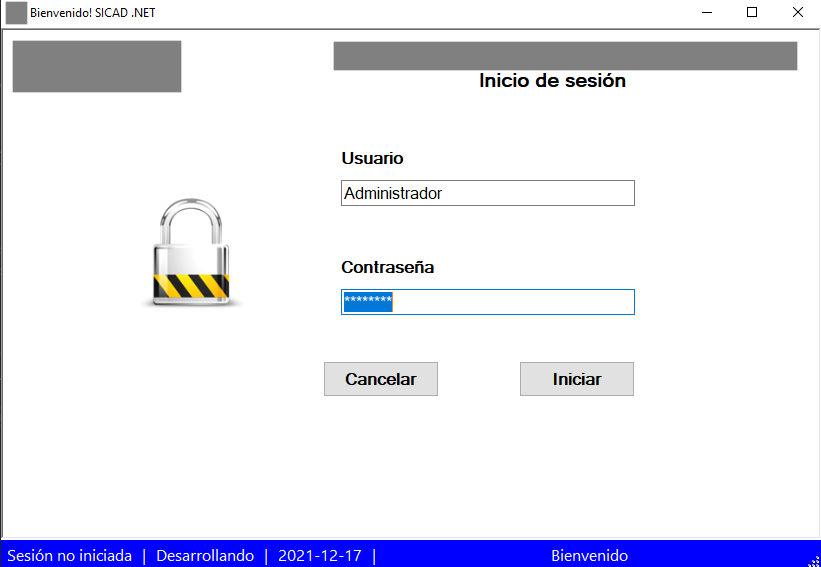 Bienvenido! SICAD .NET
Inicio de sesión
Usuario
Administrador
Contraseña
********
Cancelar
Iniciar
Sesión no iniciada | Desarrollando | 2021-12-17 | Bienvenido